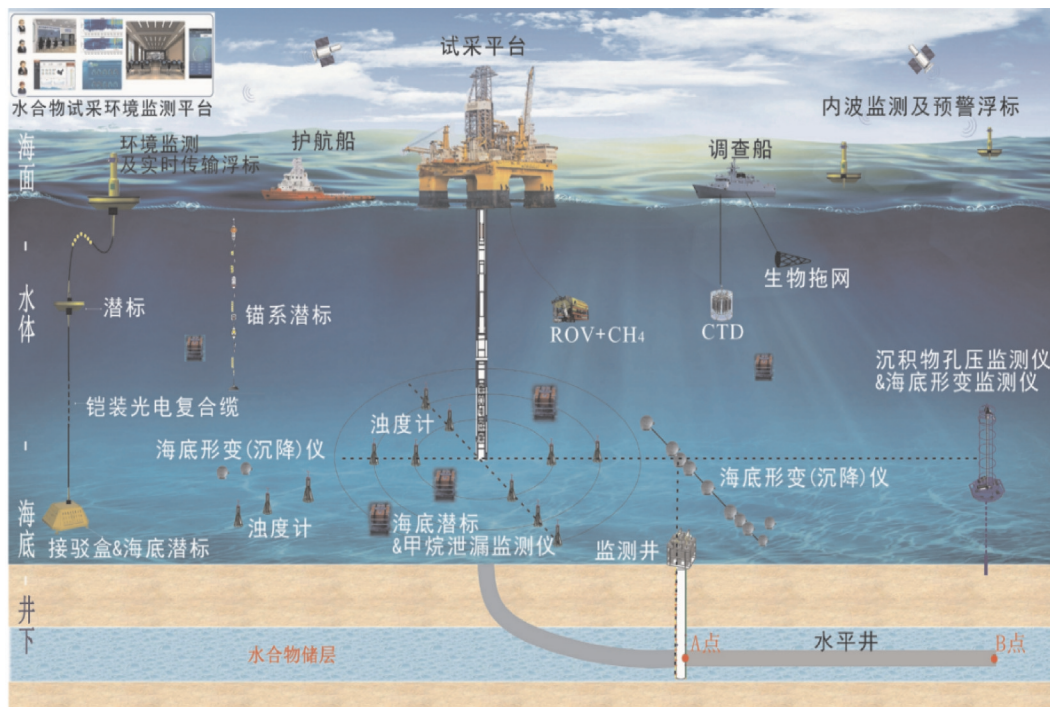 水合物试采环境监测平台
试采平台
内波监测及预警浮标
环境监测
及实时传输浮标
护航船
调查船
海面
水体
海底
井下
潜标
锚系潜标
铠装光电复合缆
ROV+CH₄
CTD
生物拖网
沉积物孔压监测仪
&海底形变监测仪
浊度计
海底形变(沉降)仪
海底形变(沉降)仪
浊度计
海底潜标
&甲烷泄漏监测仪
接驳盒&海底潜标
监测井
水合物储层
A点
水平井
B点